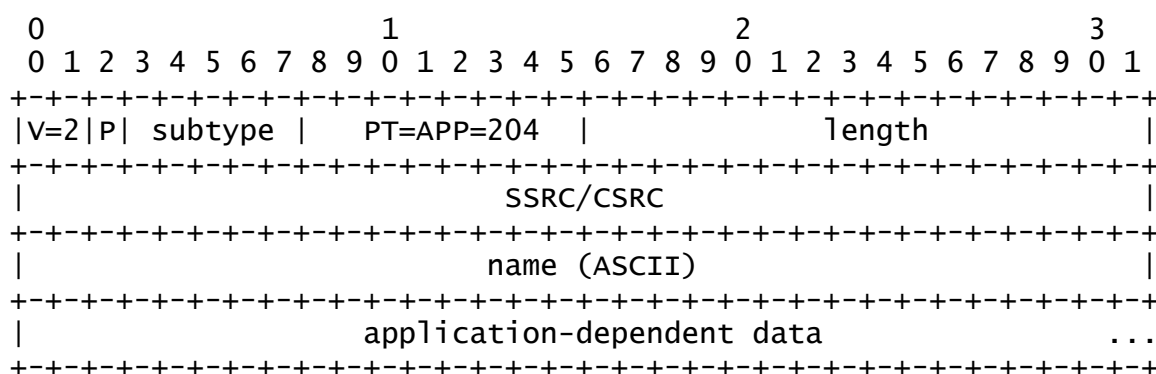 0                   1                   2                   3
 0 1 2 3 4 5 6 7 8 9 0 1 2 3 4 5 6 7 8 9 0 1 2 3 4 5 6 7 8 9 0 1
+-+-+-+-+-+-+-+-+-+-+-+-+-+-+-+-+-+-+-+-+-+-+-+-+-+-+-+-+-+-+-+-+
|V=2|P| subtype |   PT=APP=204  |             length            |
+-+-+-+-+-+-+-+-+-+-+-+-+-+-+-+-+-+-+-+-+-+-+-+-+-+-+-+-+-+-+-+-+
|                           SSRC/CSRC                           |
+-+-+-+-+-+-+-+-+-+-+-+-+-+-+-+-+-+-+-+-+-+-+-+-+-+-+-+-+-+-+-+-+
|                          name (ASCII)                         |
+-+-+-+-+-+-+-+-+-+-+-+-+-+-+-+-+-+-+-+-+-+-+-+-+-+-+-+-+-+-+-+-+
|                   application-dependent data                ...
+-+-+-+-+-+-+-+-+-+-+-+-+-+-+-+-+-+-+-+-+-+-+-+-+-+-+-+-+-+-+-+-+